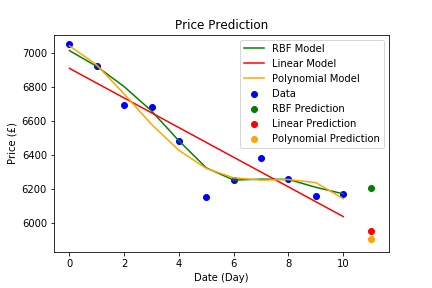 Price Prediction
RBF Model
Linear Model
Polynomial Model
Data
RBF Prediction
Linear Prediction
Polynomial Prediction
Price (£)
7000
6800
6600
6400
6200
6000
0 2 4 6 8 10
Date (Day)